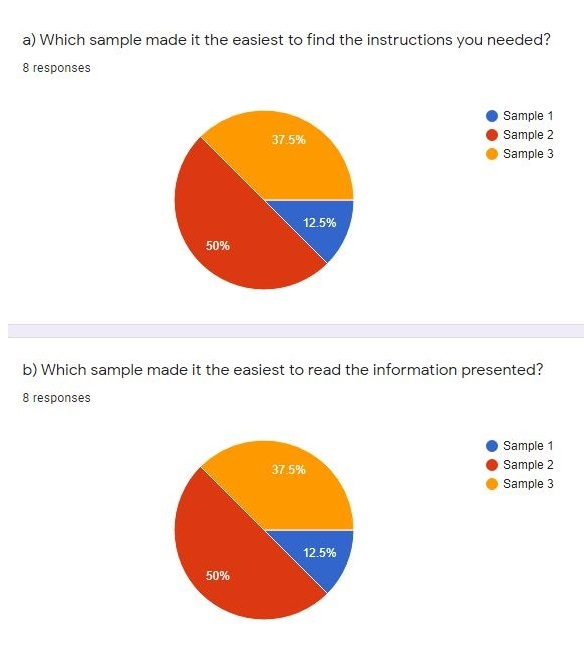 a) Which sample made it the easiest to find the instructions you needed?
8 responses
Sample 1
Sample 2
Sample 3
37.5%
12.5%
50%
b) Which sample made it the easiest to read the information presented?
8 responses
Sample 1
Sample 2
Sample 3
37.5%
12.5%
50%